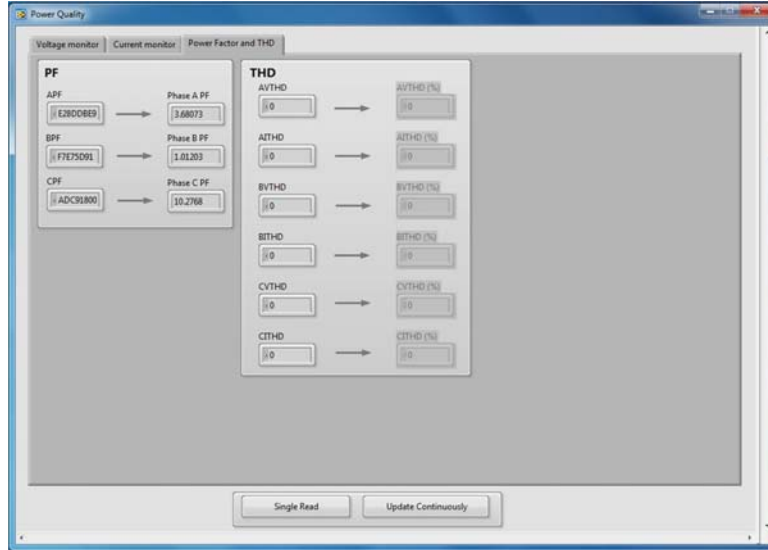 Power Quality
Voltage monitor Current monitor Power Factor and THD
PF
APF Phase A PF
x E28DDBE9 3.68073
BPF Phase B PF
x F7E75D91 1.01203
CPF Phase C PF
x ADC91800 10.2768
THD
AVTHD AVTHD (%)
x 0 0
AITHD AITHD (%)
x 0 0
BVTHD BVTHD (%)
x 0 0
BITHD BITHD (%)
x 0 0
CVTHD CVTHD (%)
x 0 0
CITHD CITHD (%)
x 0 0
Single Read Update Continuously